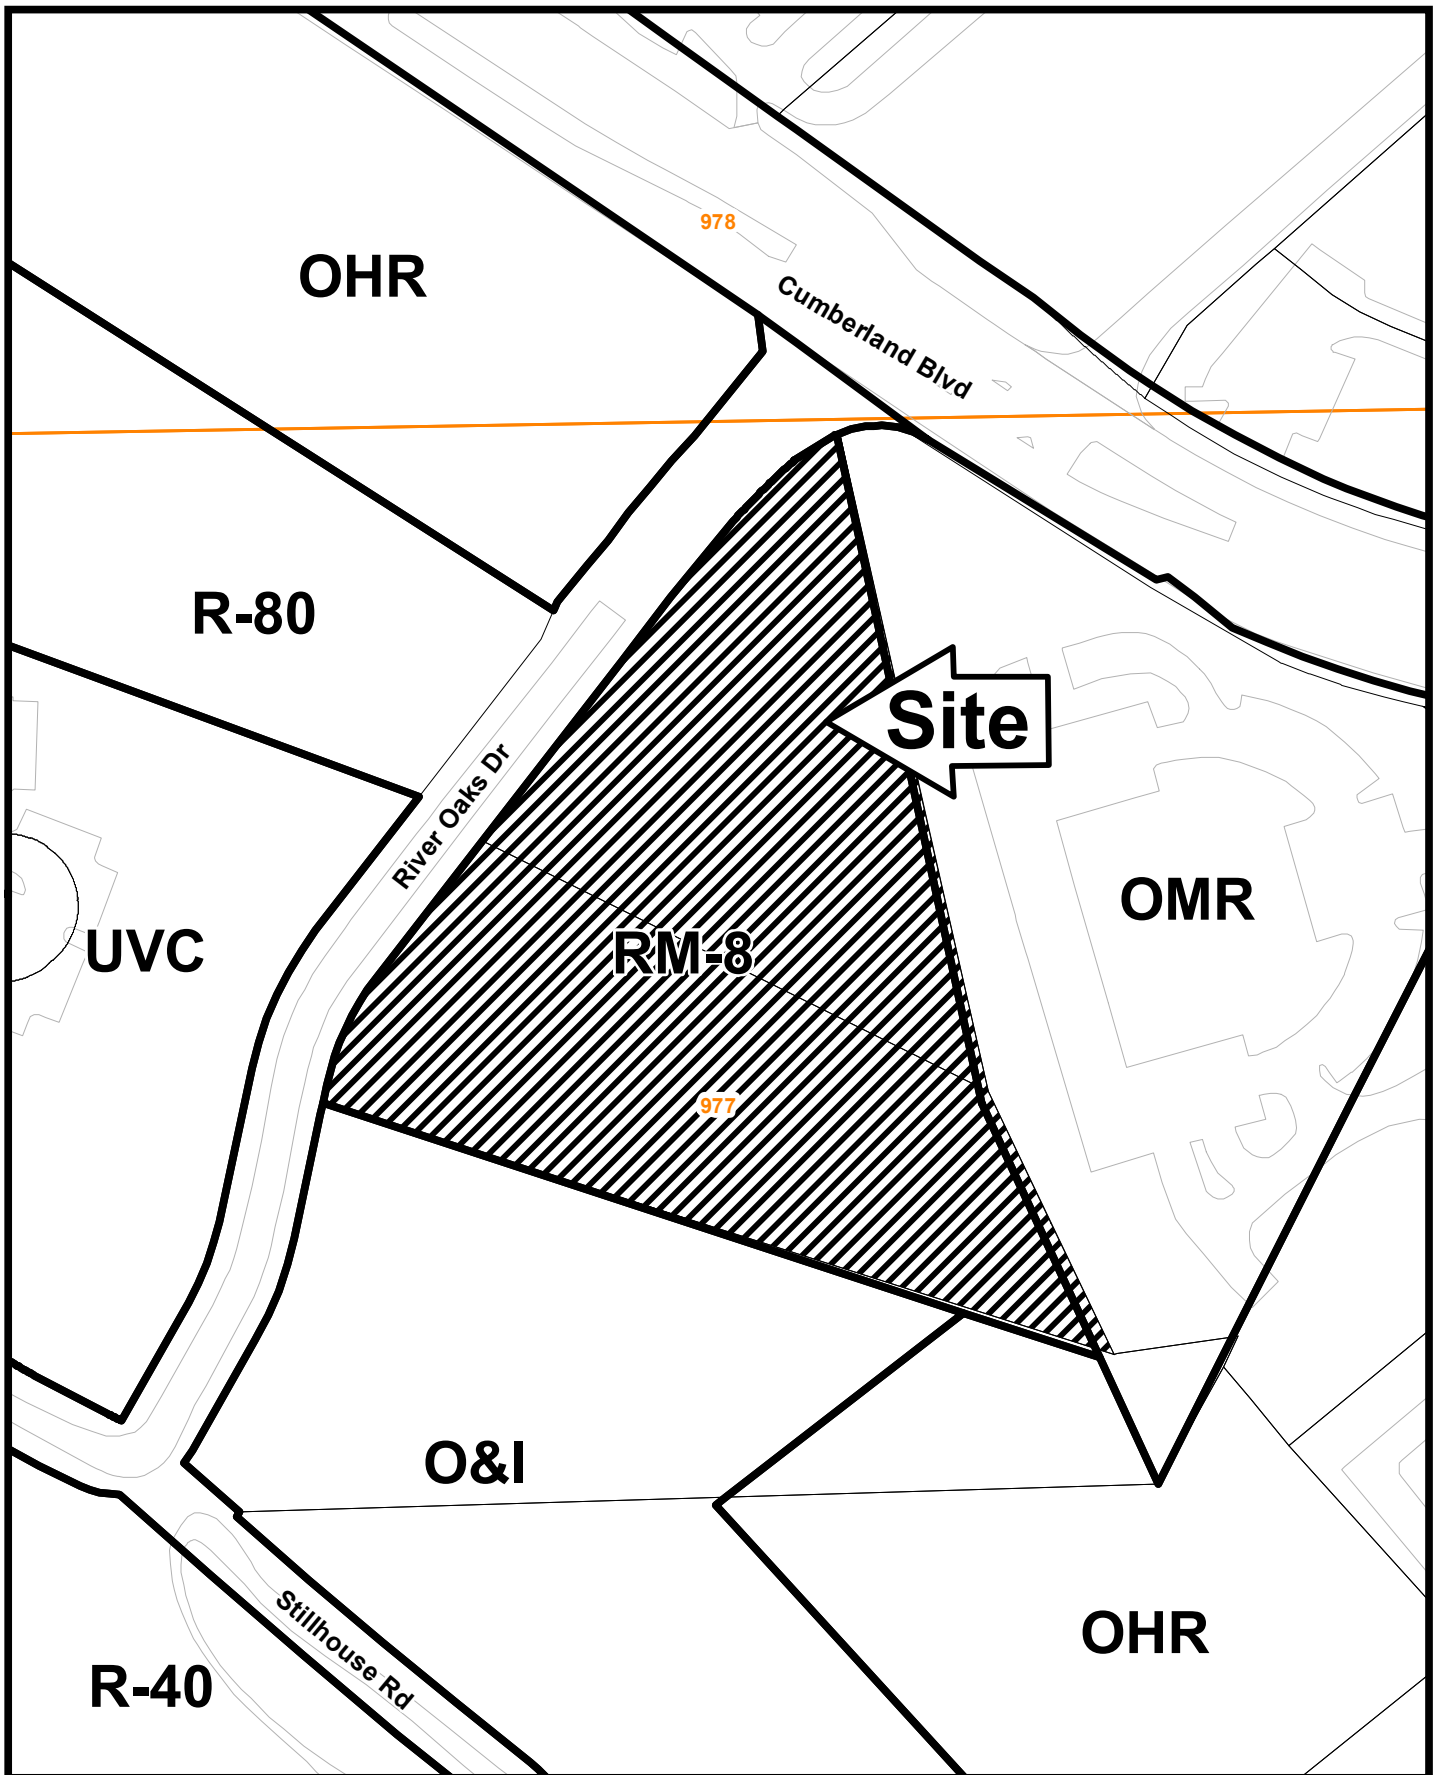 978
OHR
Cumberland Blvd
R-80
Site
River Oaks Dr
OMR
UVC
RM-8
977
O&I
Stillhouse Rd
OHR
R-40